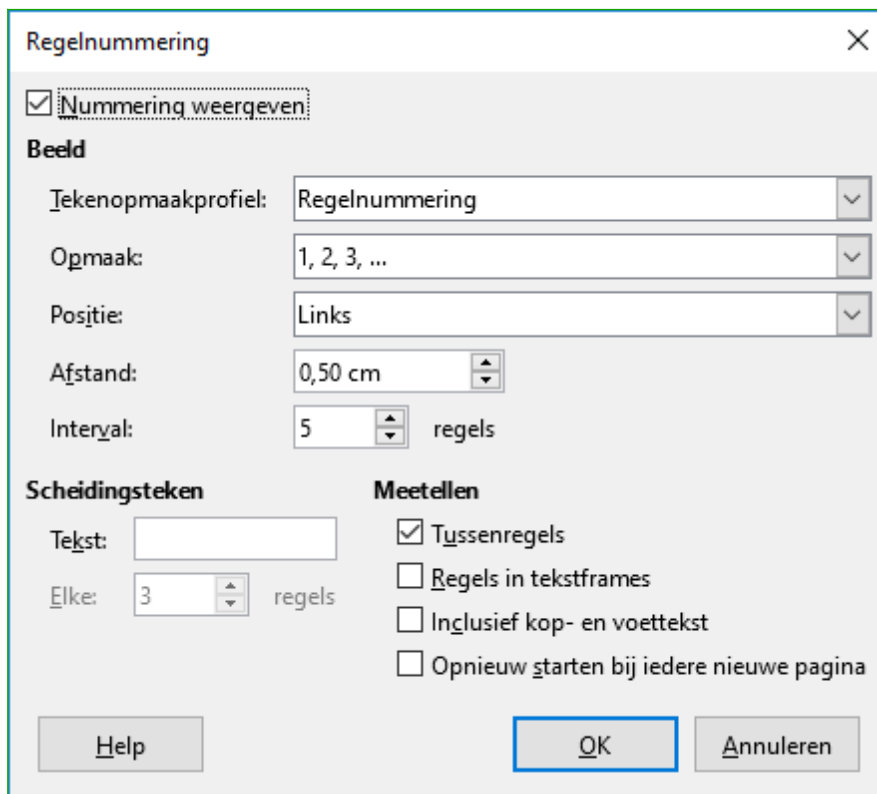 Regelnummering
Nummering weergeven
Beeld
Tekenopmaakprofiel: Regelnummering
Opmaak: 1, 2, 3, ...
Positie: Links
Afstand: 0,50 cm
Interval: 5 regels
Scheidingsteken Meetellen
Tekst: Tussenregels
Elke: 3 regels Regels in tekstframes
Inclusief kop- en voettekst
Opnieuw starten bij iedere nieuwe pagina
Help OK Annuleren